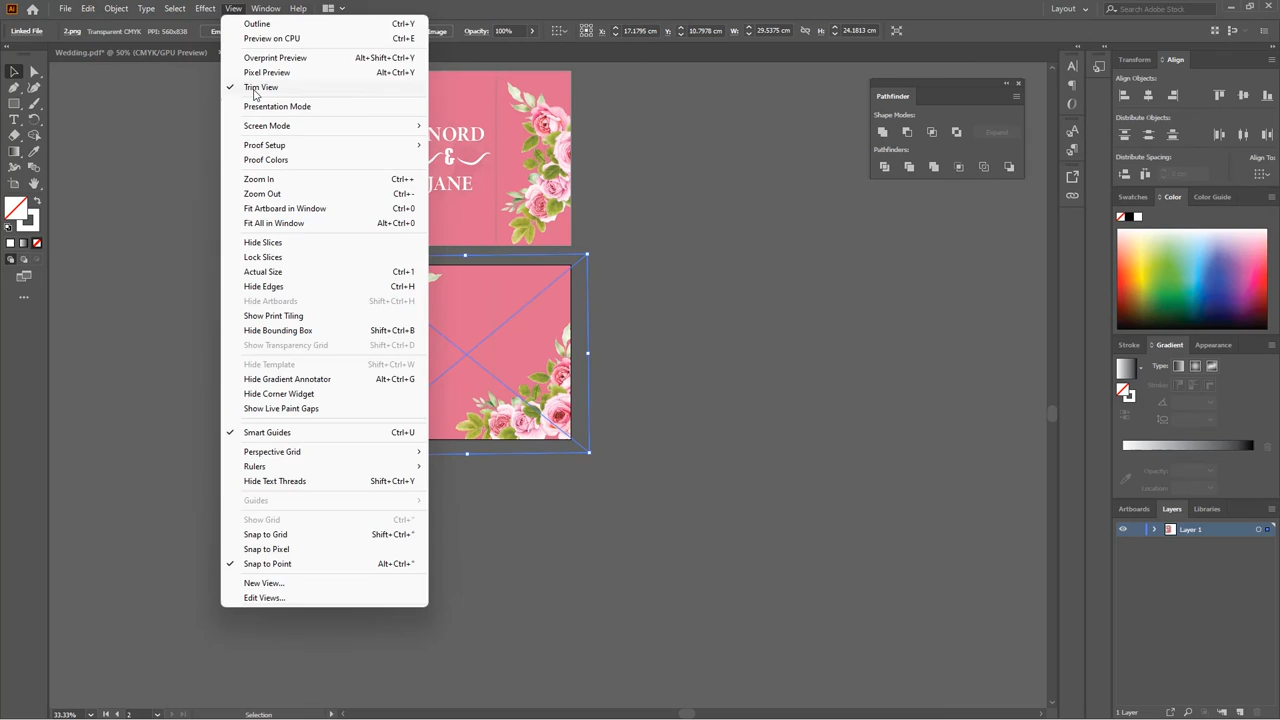 Ai File Edit Object Type Select Effect View Window Help Layout Search Adobe Stock
Linked File 2.png Transparent CMYK PPI: 560x838 Opacity: 100% X: 17.1795 cm Y: 10.7978 cm W: 29.5375 cm H: 24.1813 cm
Wedding.pdf* @ 50% (CMYK/GPU Preview)
Outline Ctrl+Y
Preview on CPU Ctrl+E
Overprint Preview Alt+Shift+Ctrl+Y
Pixel Preview Alt+Ctrl+Y
Trim View
Presentation Mode
Screen Mode
Proof Setup
Proof Colors
Zoom In Ctrl++
Zoom Out Ctrl+-
Fit Artboard in Window Ctrl+0
Fit All in Window Alt+Ctrl+0
Hide Slices
Lock Slices
Actual Size Ctrl+1
Hide Edges Ctrl+H
Hide Artboards Shift+Ctrl+H
Show Print Tiling
Hide Bounding Box Shift+Ctrl+B
Show Transparency Grid Shift+Ctrl+D
Hide Template Shift+Ctrl+W
Hide Gradient Annotator Alt+Ctrl+G
Hide Corner Widget
Show Live Paint Gaps
Smart Guides Ctrl+U
Perspective Grid
Rulers
Hide Text Threads Shift+Ctrl+Y
Guides
Show Grid Ctrl+"
Snap to Grid Shift+Ctrl+"
Snap to Pixel
Snap to Point Alt+Ctrl+"
New View...
Edit Views...
NORD
&
JANE
Pathfinder
Shape Modes:
Expand
Pathfinders:
Transform Align
Align Objects:
Distribute Objects:
Distribute Spacing: Align To:
Swatches Color Color Guide
Stroke Gradient Appearance
Type:
Stroke:
Opacity:
Location:
Artboards Layers Libraries
Layer 1
33.33% 2 Selection 1 Layer